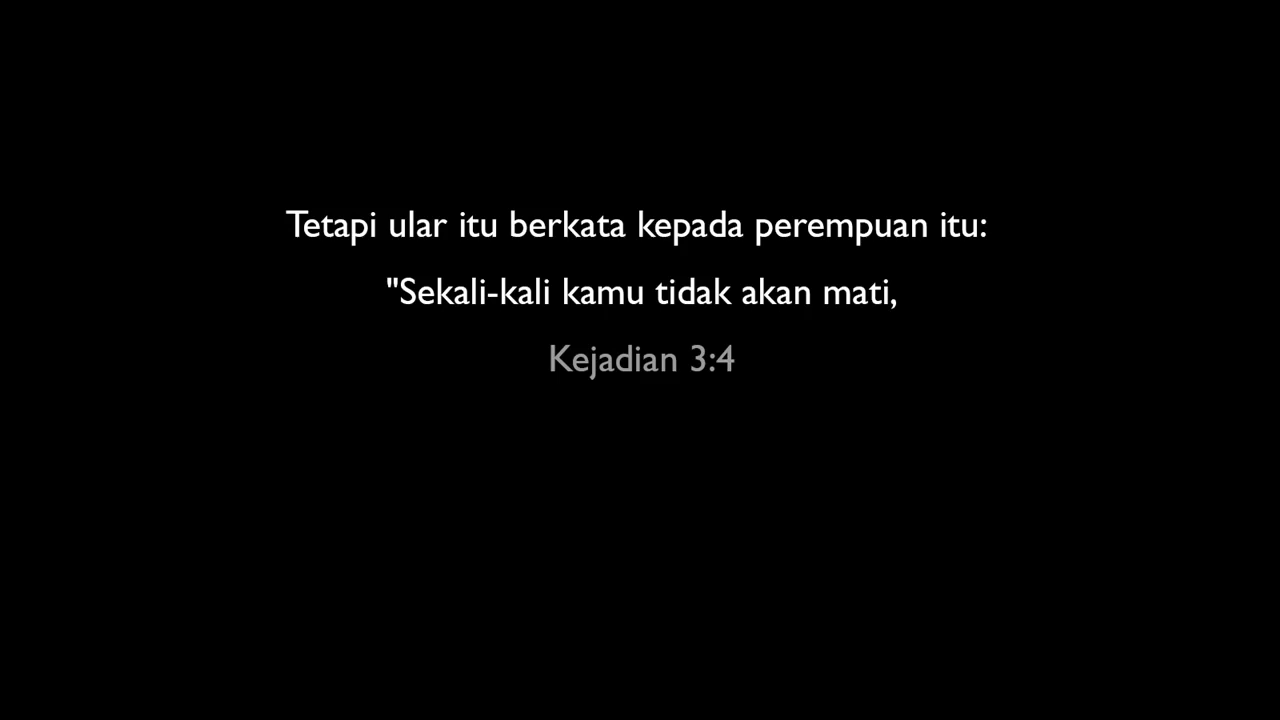 Tetapi ular itu berkata kepada perempuan itu:
"Sekali-kali kamu tidak akan mati,
Kejadian 3:4